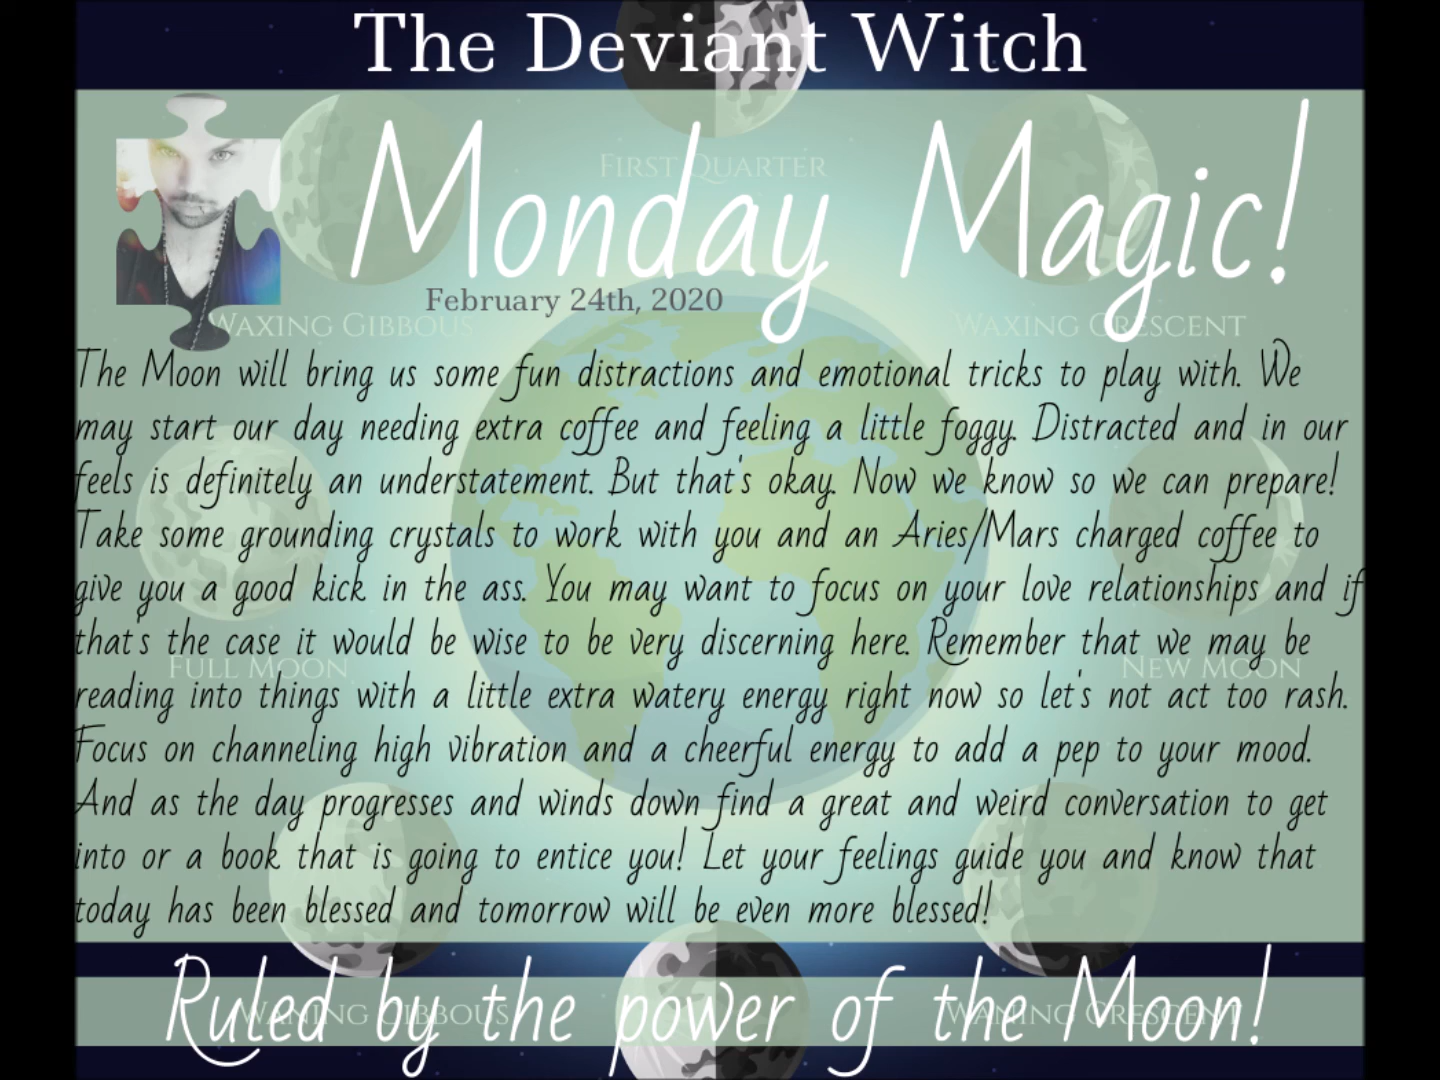 The Deviant Witch
Monday Magic!
FIRST QUARTER
February 24th, 2020
WAXING GIBBOUS
WAXING CRESCENT
The Moon will bring us some fun distractions and emotional tricks to play with. We
may start our day needing extra coffee and feeling a little foggy. Distracted and in our
feels is definitely an understatement. But that's okay. Now we know so we can prepare!
Take some grounding crystals to work with you and an Aries/Mars charged coffee to
give you a good kick in the ass. You may want to focus on your love relationships and if
that's the case it would be wise to be very discerning here. Remember that we may be
FULL MOON
NEW MOON
reading into things with a little extra watery energy right now so let's not act too rash.
Focus on channeling high vibration and a cheerful energy to add a pep to your mood.
And as the day progresses and winds down find a great and weird conversation to get
into or a book that is going to entice you! Let your feelings guide you and know that
today has been blessed and tomorrow will be even more blessed!
Ruled by the power of the Moon!
WANING GIBBOUS
WANING CRESCENT